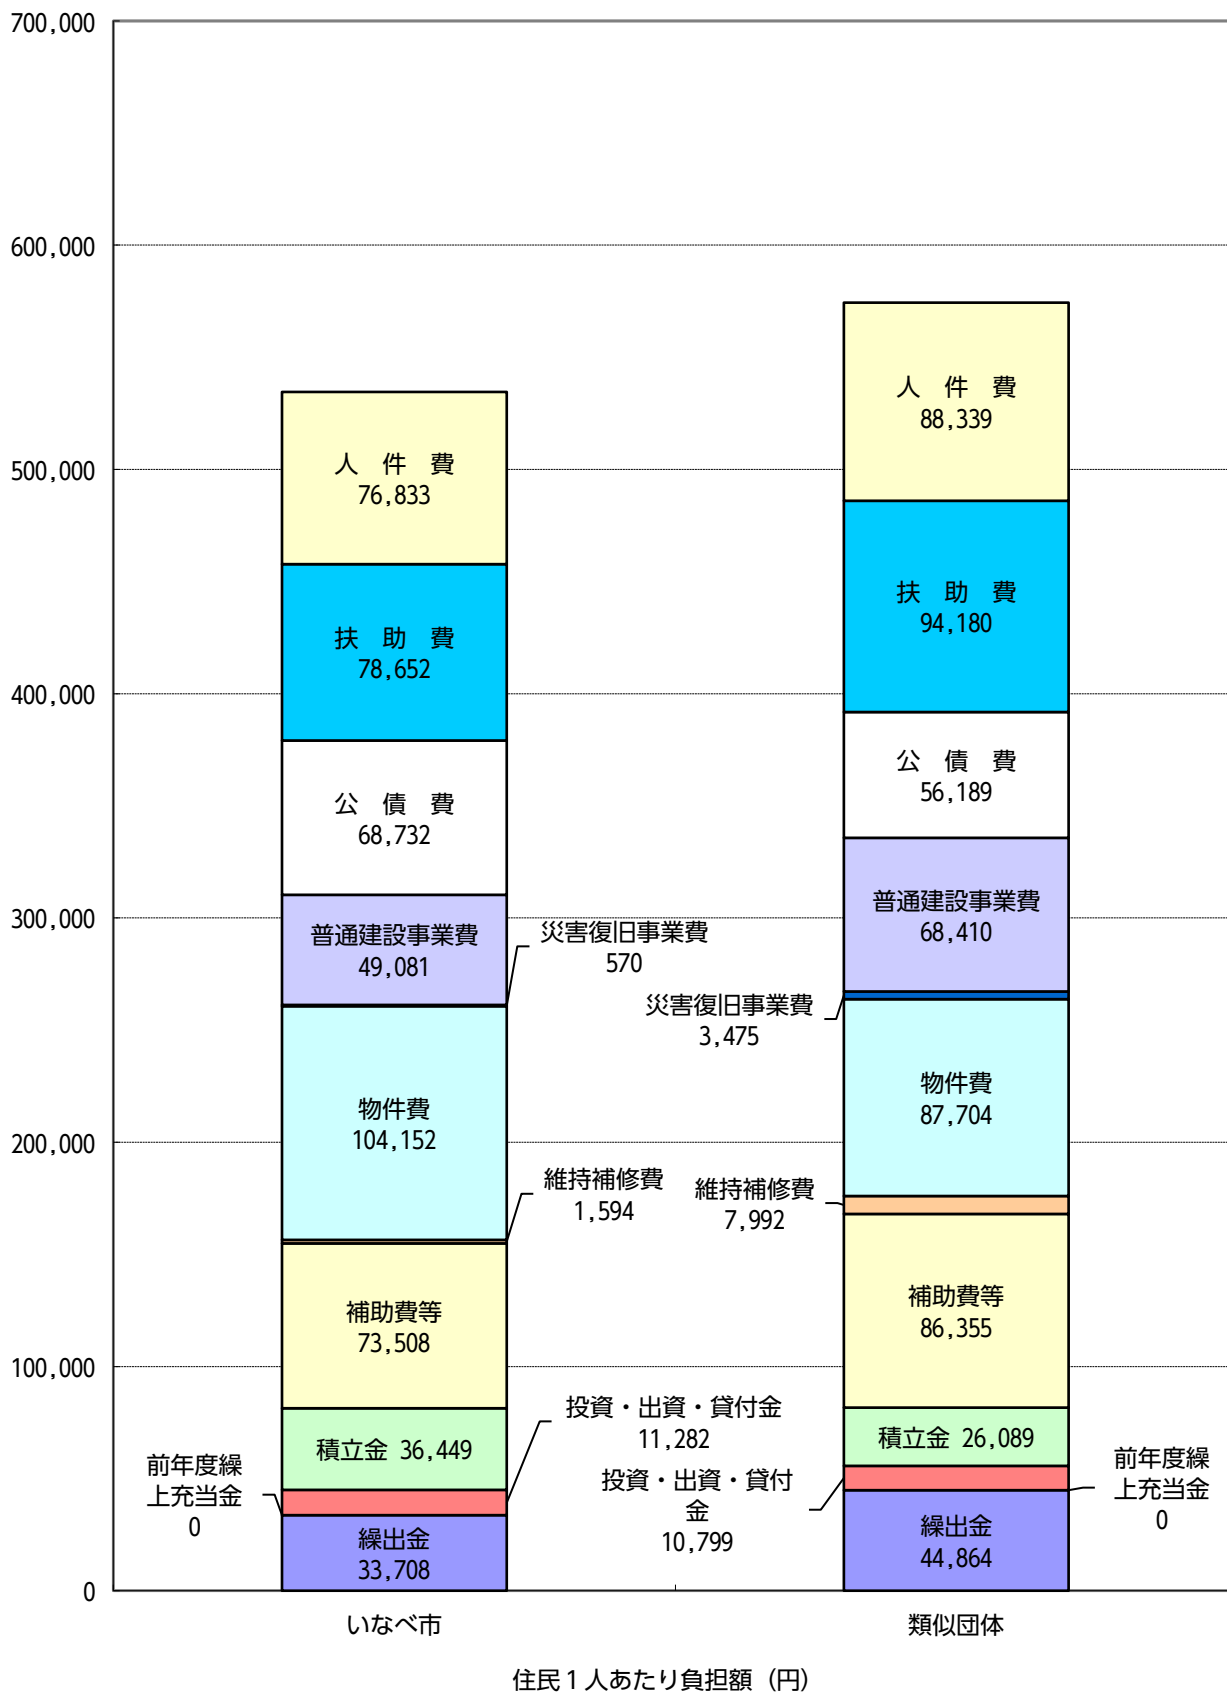 700,000
600,000
500,000
400,000
300,000
200,000
100,000
0
人　件　費
76,833
扶　助　費
78,652
公　債　費
68,732
普通建設事業費
49,081
災害復旧事業費
570
物件費
104,152
維持補修費
1,594
補助費等
73,508
積立金 36,449
投資・出資・貸付金
11,282
前年度繰
上充当金
0
繰出金
33,708
人　件　費
88,339
扶　助　費
94,180
公　債　費
56,189
普通建設事業費
68,410
災害復旧事業費
3,475
物件費
87,704
維持補修費
7,992
補助費等
86,355
積立金 26,089
投資・出資・貸付
金
10,799
前年度繰
上充当金
0
繰出金
44,864
いなべ市
類似団体
住民１人あたり負担額（円）